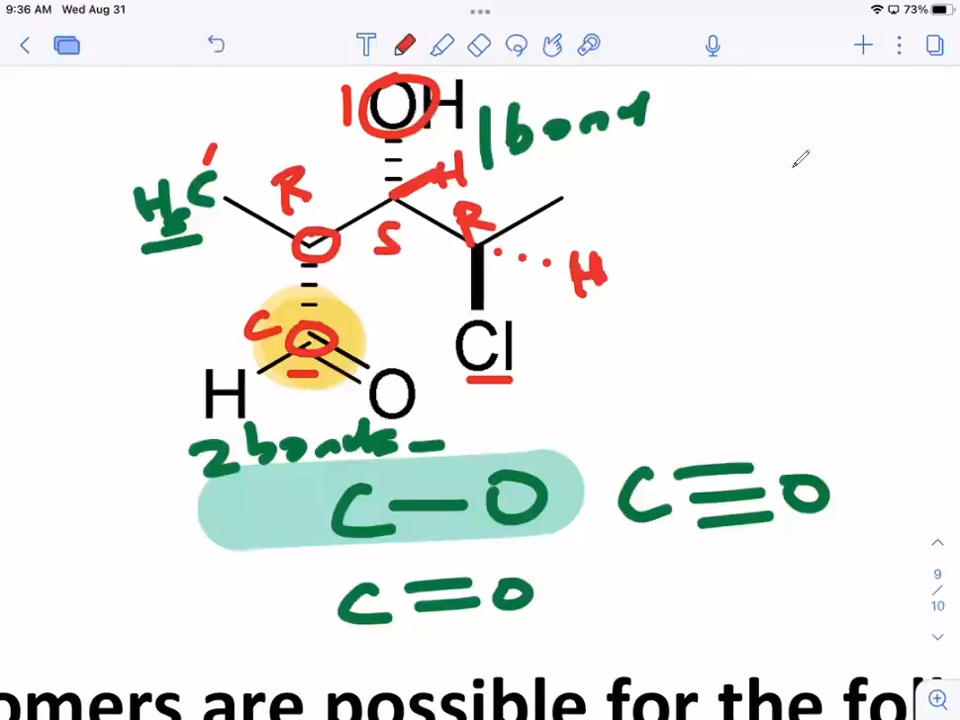 9:36 AM Wed Aug 31
73%
T
1 OH
1 bond
H
H3C
R
S
R
H
C
Cl
H
O
2 bonds
C—O C≡O
C=O
9
/
10
omers are possible for the fol